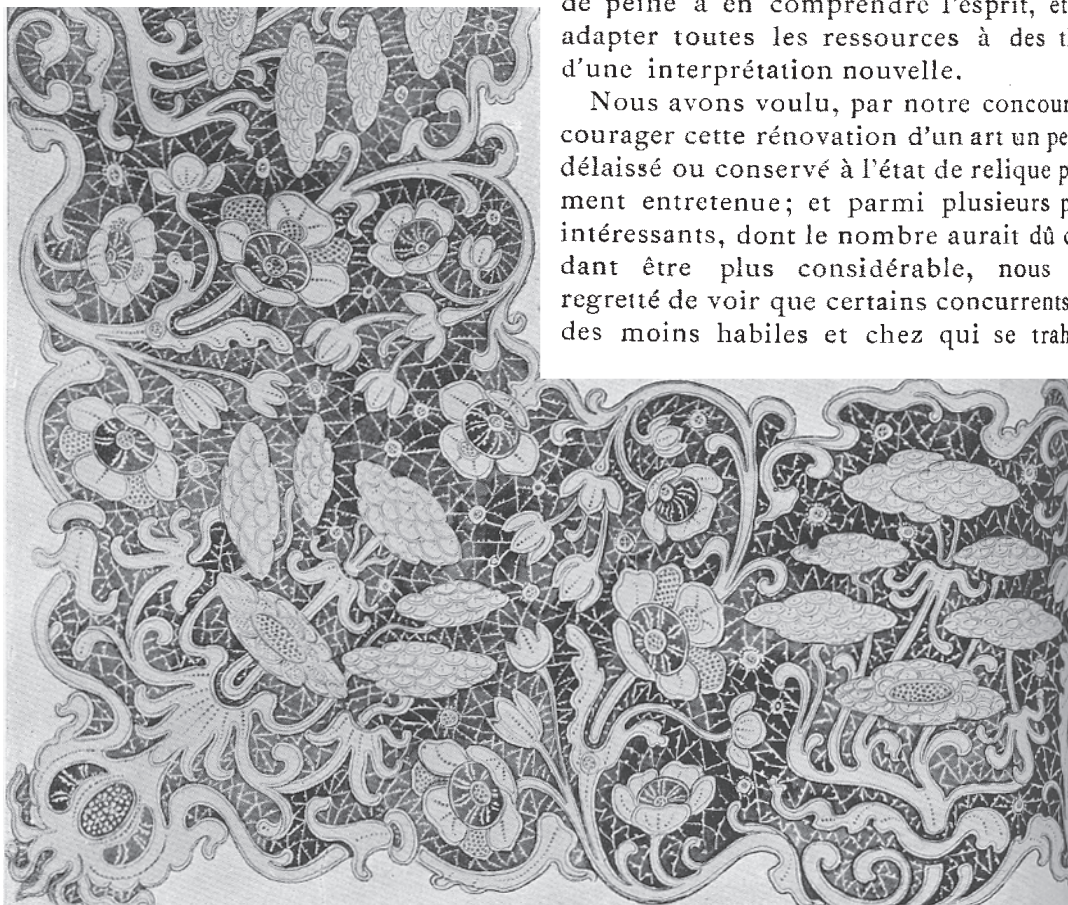 de peine à en comprendre l'esprit, et
adapter toutes les ressources à des
d'une interprétation nouvelle.
Nous avons voulu, par notre concour
courager cette rénovation d'un art un pe
délaissé ou conservé à l'état de relique p
ment entretenue; et parmi plusieurs p
intéressants, dont le nombre aurait dû c
dant être plus considérable, nous
regretté de voir que certains concurrents
des moins habiles et chez qui se trah